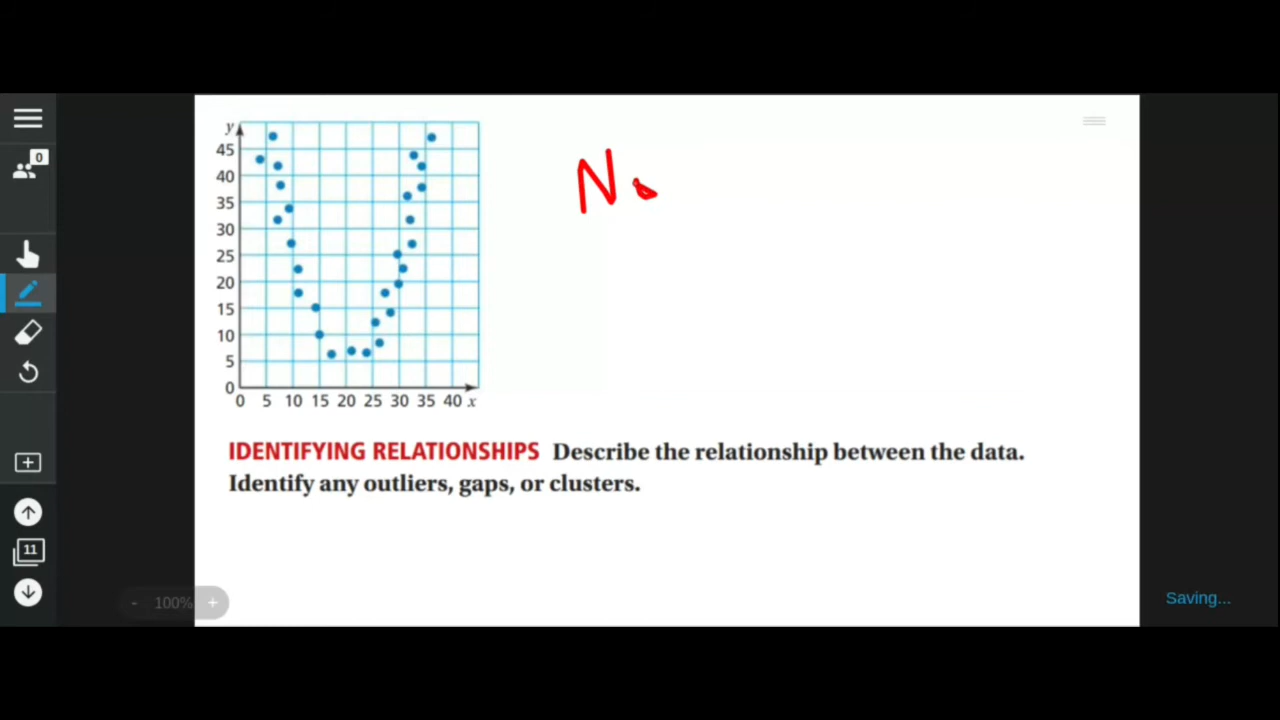 0
y
45
40
35
30
25
20
15
10
5
0
0 5 10 15 20 25 30 35 40 x
No
IDENTIFYING RELATIONSHIPS Describe the relationship between the data.
Identify any outliers, gaps, or clusters.
11
- 100% +
Saving...